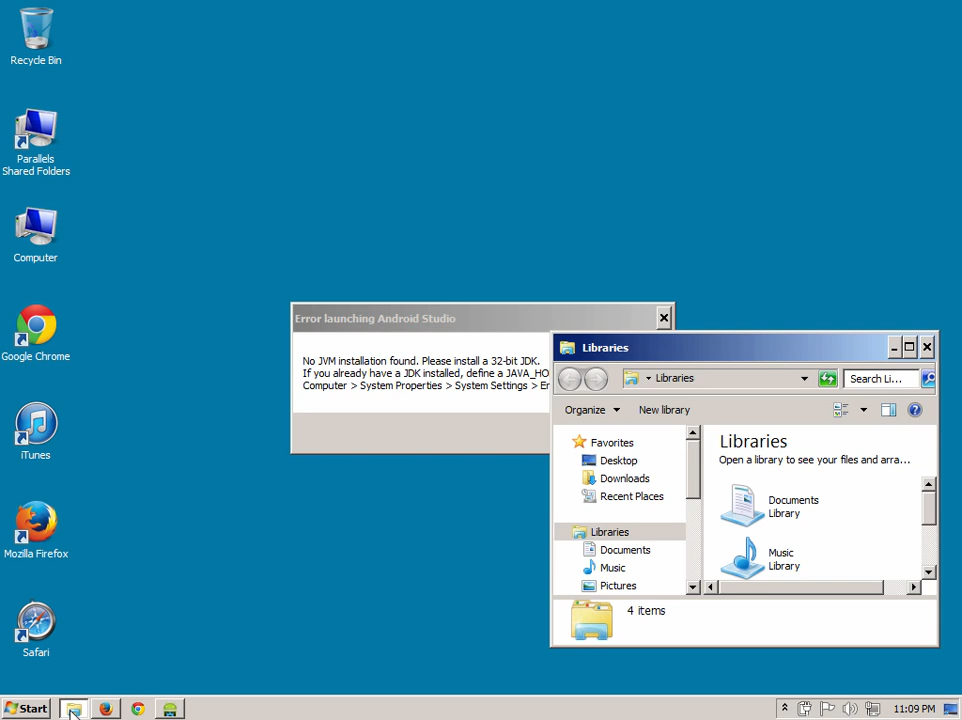 Recycle Bin
Parallels
Shared Folders
Computer
Google Chrome
iTunes
Mozilla Firefox
Safari
Error launching Android Studio
No JVM installation found. Please install a 32-bit JDK.
If you already have a JDK installed, define a JAVA_HO
Computer > System Properties > System Settings > En
Libraries
Libraries
Search Li...
Organize
New library
Favorites
Desktop
Downloads
Recent Places
Libraries
Documents
Music
Pictures
Libraries
Open a library to see your files and arra...
Documents
Library
Music
Library
4 items
Start
11:09 PM